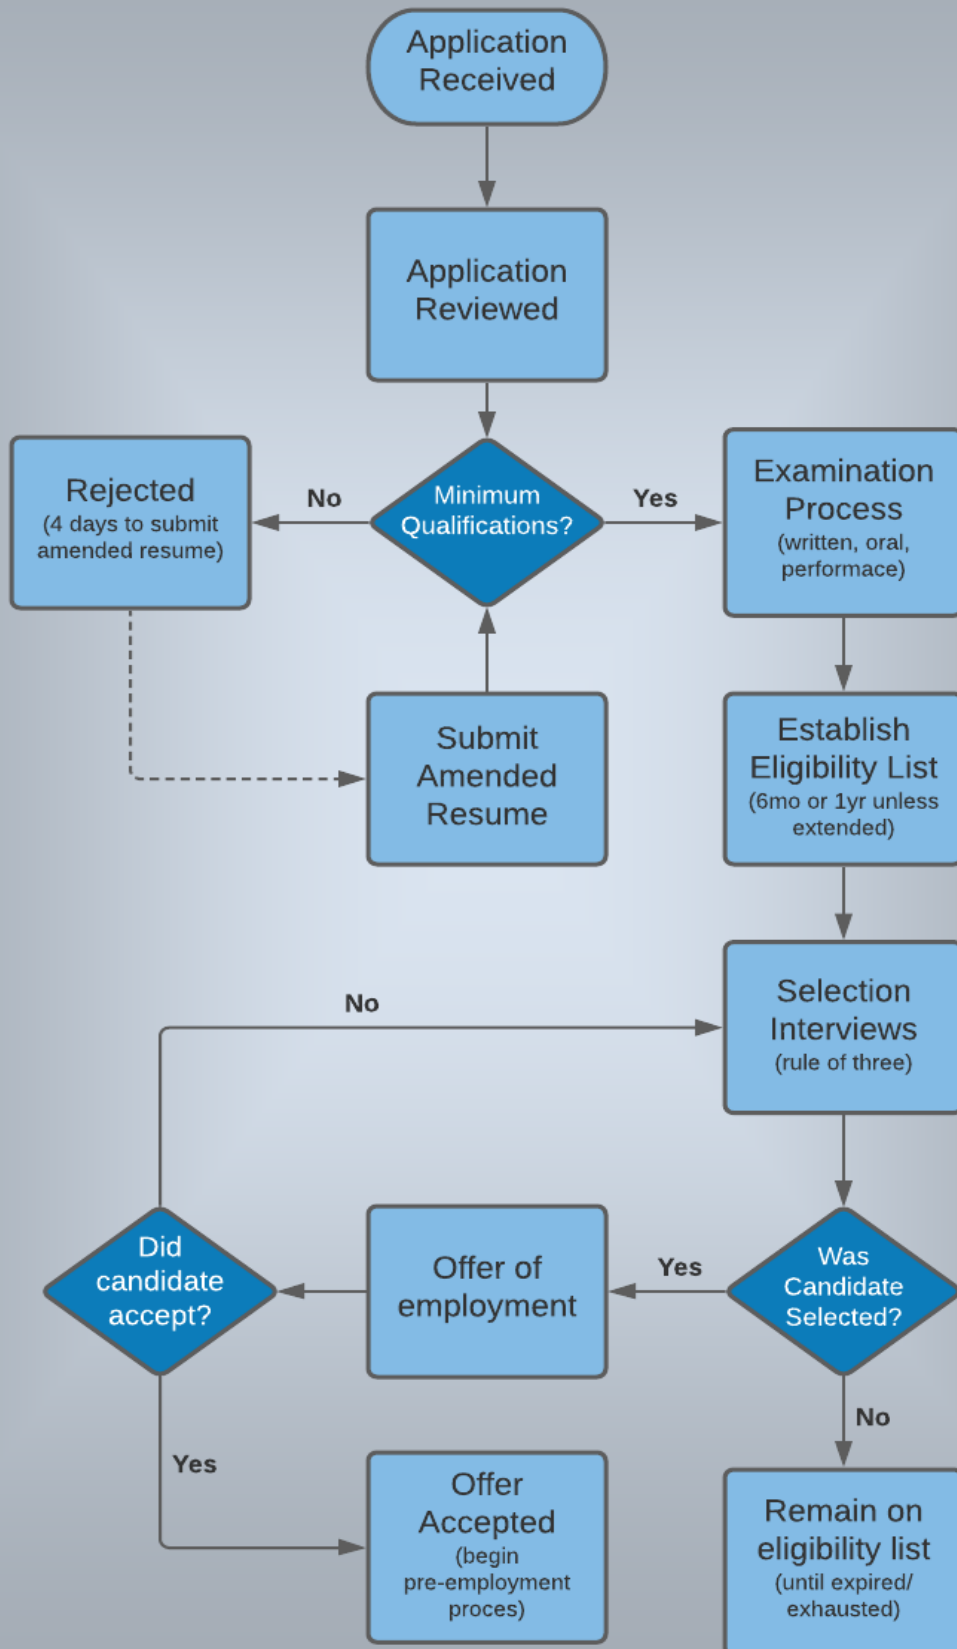 Application
Received
Application
Reviewed
Rejected
(4 days to submit
amended resume)
No
Minimum
Qualifications?
Yes
Examination
Process
(written, oral,
performace)
Submit
Amended
Resume
Establish
Eligibility List
(6mo or 1yr unless
extended)
No
Selection
Interviews
(rule of three)
Did
candidate
accept?
Offer of
employment
Yes
Was
Candidate
Selected?
No
Yes
Offer
Accepted
(begin
pre-employment
proces)
Remain on
eligibility list
(until expired/
exhausted)